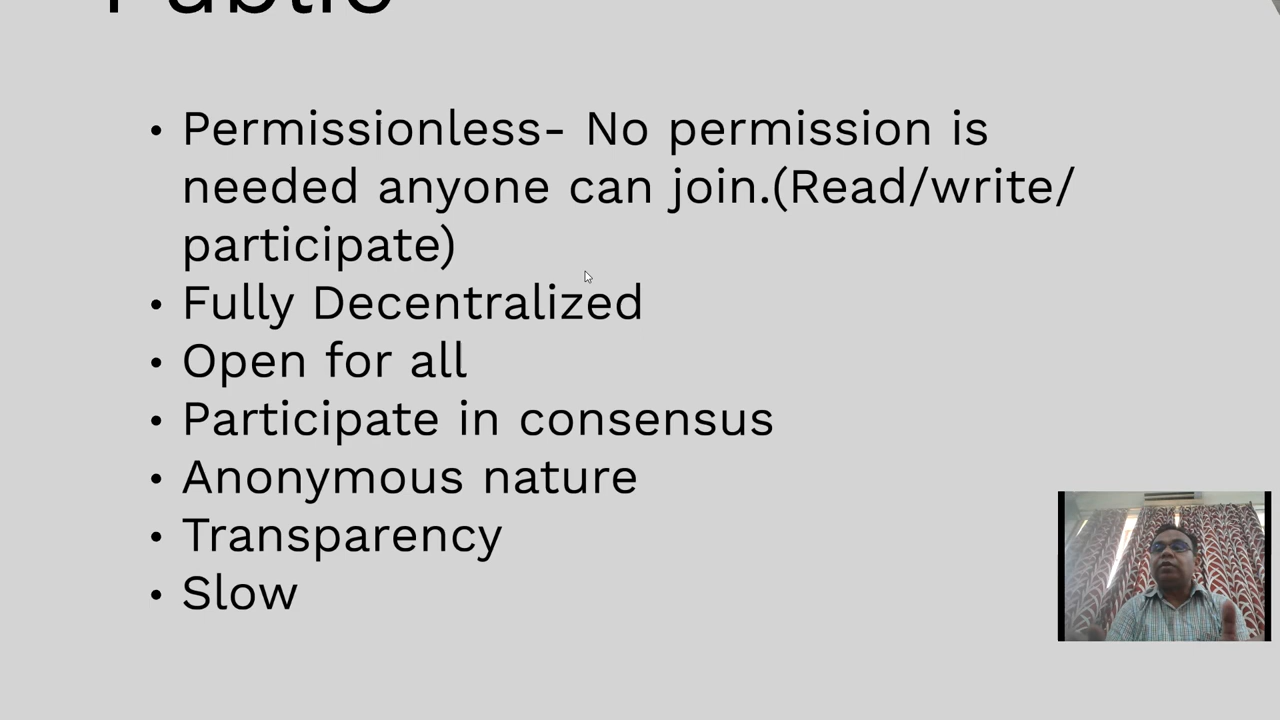 Public
• Permissionless- No permission is
needed anyone can join.(Read/write/
participate)
• Fully Decentralized
• Open for all
• Participate in consensus
• Anonymous nature
• Transparency
• Slow